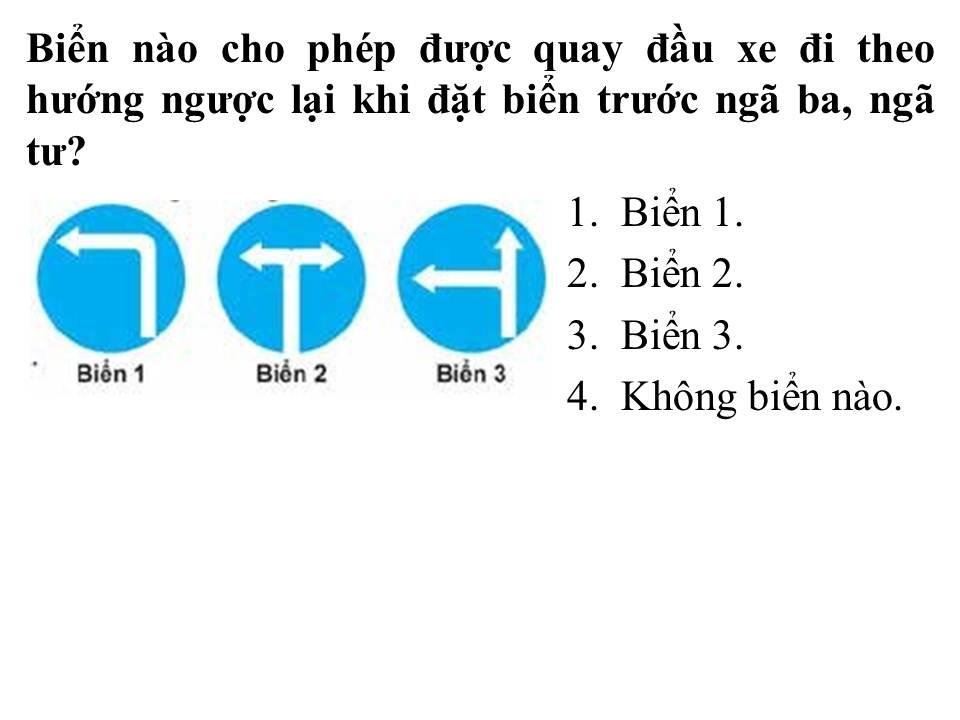 Biển nào cho phép được quay đầu xe đi theo
hướng ngược lại khi đặt biển trước ngã ba, ngã
tư?
1. Biển 1.
2. Biển 2.
3. Biển 3.
4. Không biển nào.
Biển 1
Biển 2
Biển 3